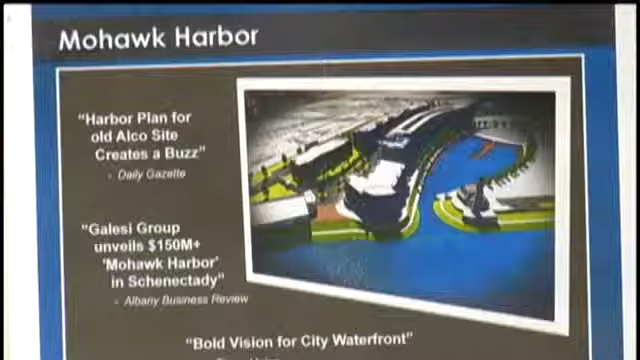 Mohawk Harbor
"Harbor Plan for
old Alco Site
Creates a Buzz"
- Daily Gazette
"Galesi Group
unveils $150M+
'Mohawk Harbor'
in Schenectady"
- Albany Business Review
"Bold Vision for City Waterfront"